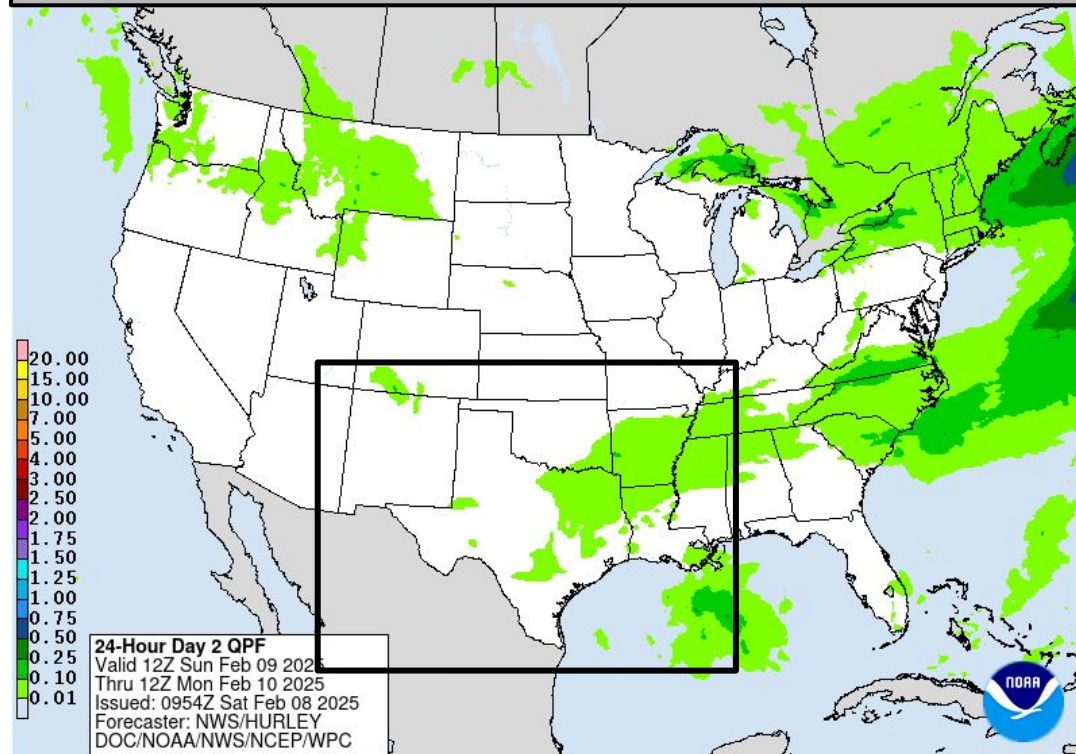 20.00
15.00
10.00
7.00
5.00
4.00
3.00
2.50
2.00
1.75
1.50
1.25
1.00
0.75
0.50
0.25
0.10
0.01
24-Hour Day 2 QPF
Valid 12Z Sun Feb 09 2025
Thru 12Z Mon Feb 10 2025
Issued: 0954Z Sat Feb 08 2025
Forecaster: NWS/HURLEY
DOC/NOAA/NWS/NCEP/WPC
NOAA